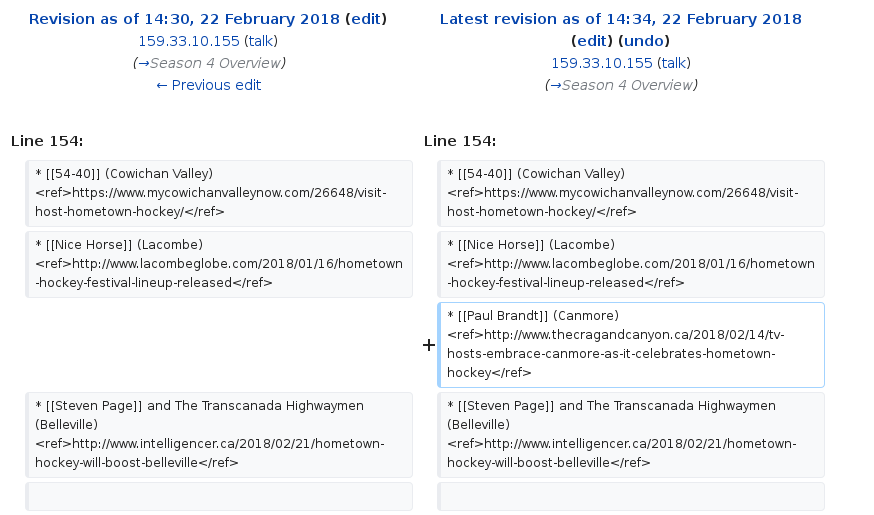 Revision as of 14:30, 22 February 2018 (edit)
159.33.10.155 (talk)
(→Season 4 Overview)
← Previous edit
Latest revision as of 14:34, 22 February 2018
(edit) (undo)
159.33.10.155 (talk)
(→Season 4 Overview)
Line 154:
Line 154:
* [[54-40]] (Cowichan Valley)
<ref>https://www.mycowichanvalleynow.com/26648/visit-
host-hometown-hockey/</ref>
* [[54-40]] (Cowichan Valley)
<ref>https://www.mycowichanvalleynow.com/26648/visit-
host-hometown-hockey/</ref>
* [[Nice Horse]] (Lacombe)
<ref>http://www.lacombeglobe.com/2018/01/16/hometown
-hockey-festival-lineup-released</ref>
* [[Nice Horse]] (Lacombe)
<ref>http://www.lacombeglobe.com/2018/01/16/hometown
-hockey-festival-lineup-released</ref>
+
* [[Paul Brandt]] (Canmore)
<ref>http://www.thecragandcanyon.ca/2018/02/14/tv-
hosts-embrace-canmore-as-it-celebrates-hometown-
hockey</ref>
* [[Steven Page]] and The Transcanada Highwaymen
(Belleville)
<ref>http://www.intelligencer.ca/2018/02/21/hometown-
hockey-will-boost-belleville</ref>
* [[Steven Page]] and The Transcanada Highwaymen
(Belleville)
<ref>http://www.intelligencer.ca/2018/02/21/hometown-
hockey-will-boost-belleville</ref>